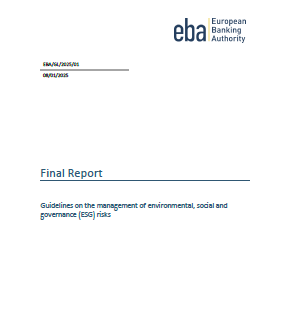 eba European
Banking
Authority
EBA/GL/2025/01
08/01/2025
Final Report
Guidelines on the management of environmental, social and
governance (ESG) risks